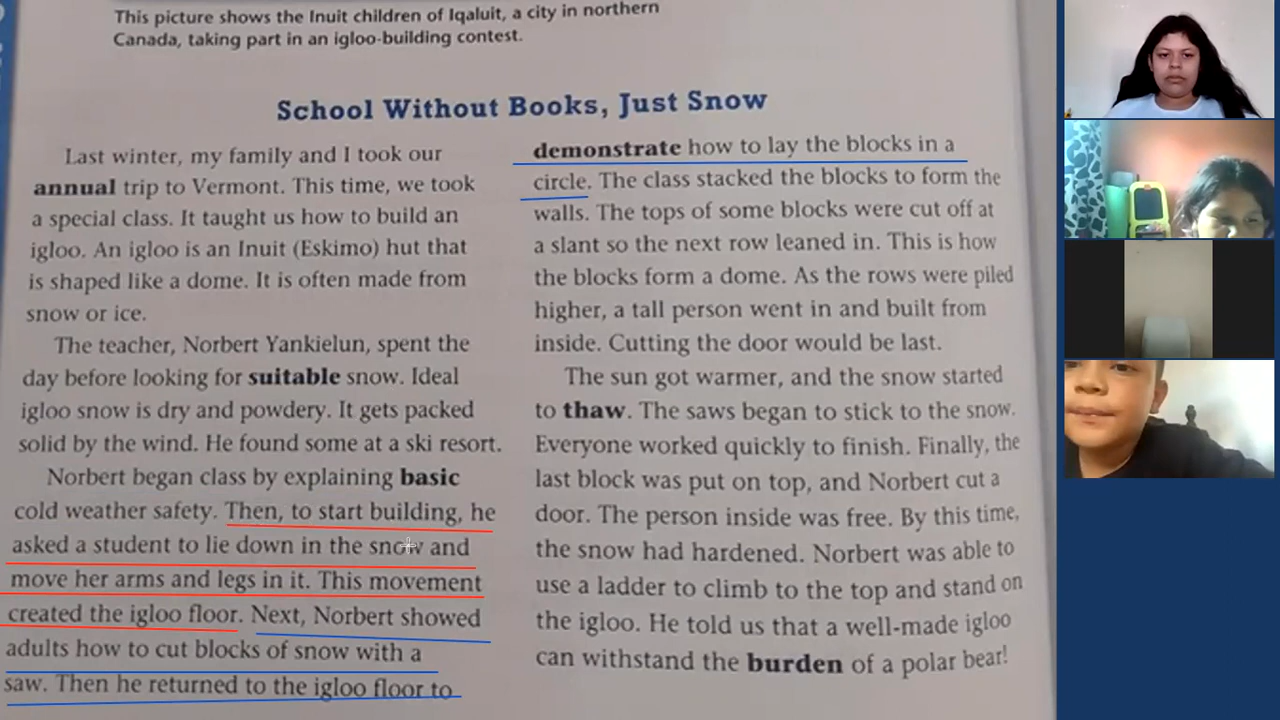 This picture shows the Inuit children of Iqaluit, a city in northern
Canada, taking part in an igloo-building contest.
School Without Books, Just Snow
Last winter, my family and I took our
annual trip to Vermont. This time, we took
a special class. It taught us how to build an
igloo. An igloo is an Inuit (Eskimo) hut that
is shaped like a dome. It is often made from
snow or ice.
The teacher, Norbert Yankielun, spent the
day before looking for suitable snow. Ideal
igloo snow is dry and powdery. It gets packed
solid by the wind. He found some at a ski resort.
Norbert began class by explaining basic
cold weather safety. Then, to start building, he
asked a student to lie down in the snow and
move her arms and legs in it. This movement
created the igloo floor. Next, Norbert showed
adults how to cut blocks of snow with a
saw. Then he returned to the igloo floor to
demonstrate how to lay the blocks in a
circle. The class stacked the blocks to form the
walls. The tops of some blocks were cut off at
a slant so the next row leaned in. This is how
the blocks form a dome. As the rows were piled
higher, a tall person went in and built from
inside. Cutting the door would be last.
The sun got warmer, and the snow started
to thaw. The saws began to stick to the snow.
Everyone worked quickly to finish. Finally, the
last block was put on top, and Norbert cut a
door. The person inside was free. By this time,
the snow had hardened. Norbert was able to
use a ladder to climb to the top and stand on
the igloo. He told us that a well-made igloo
can withstand the burden of a polar bear!